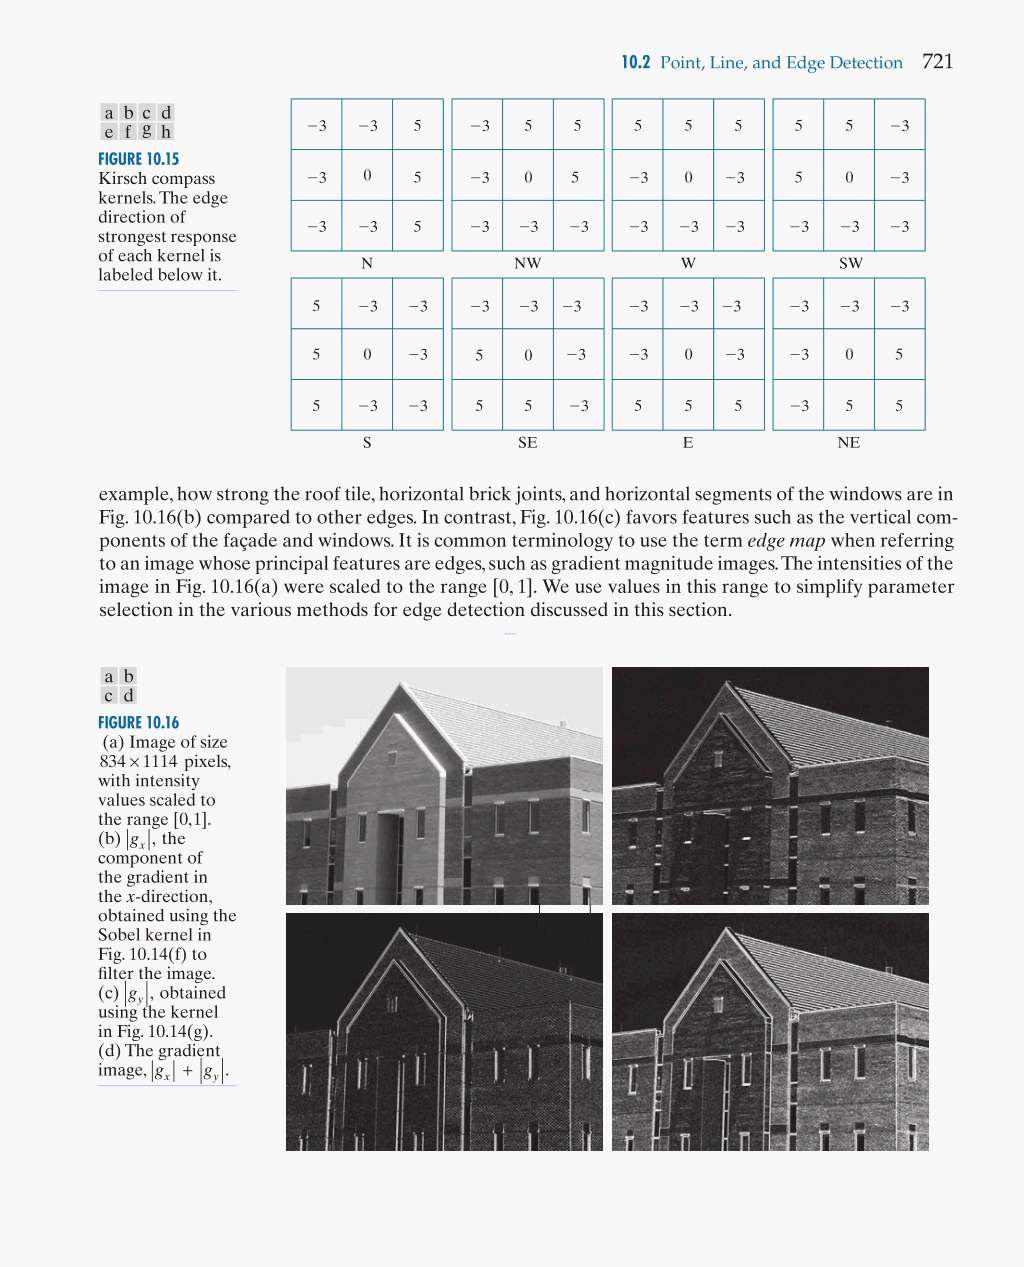 10.2 Point, Line, and Edge Detection 721
a b c d
e f g h
FIGURE 10.15
Kirsch compass
kernels. The edge
direction of
strongest response
of each kernel is
labeled below it.
−3 −3 5 −3 5 5 5 5 5 5 5 −3
−3 0 5 −3 0 5 −3 0 −3 5 0 −3
−3 −3 5 −3 −3 −3 −3 −3 −3 −3 −3 −3
N NW W SW
5 −3 −3 −3 −3 −3 −3 −3 −3 −3 −3 −3
5 0 −3 5 0 −3 −3 0 −3 −3 0 5
5 −3 −3 5 5 −3 5 5 5 −3 5 5
S SE E NE
example, how strong the roof tile, horizontal brick joints, and horizontal segments of the windows are in
Fig. 10.16(b) compared to other edges. In contrast, Fig. 10.16(c) favors features such as the vertical com-
ponents of the façade and windows. It is common terminology to use the term edge map when referring
to an image whose principal features are edges, such as gradient magnitude images. The intensities of the
image in Fig. 10.16(a) were scaled to the range [0, 1]. We use values in this range to simplify parameter
selection in the various methods for edge detection discussed in this section.
a b
c d
FIGURE 10.16
(a) Image of size
834 × 1114 pixels,
with intensity
values scaled to
the range [0,1].
(b) |g_x|, the
component of
the gradient in
the x-direction,
obtained using the
Sobel kernel in
Fig. 10.14(f) to
filter the image.
(c) |g_y|, obtained
using the kernel
in Fig. 10.14(g).
(d) The gradient
image, |g_x| + |g_y|.